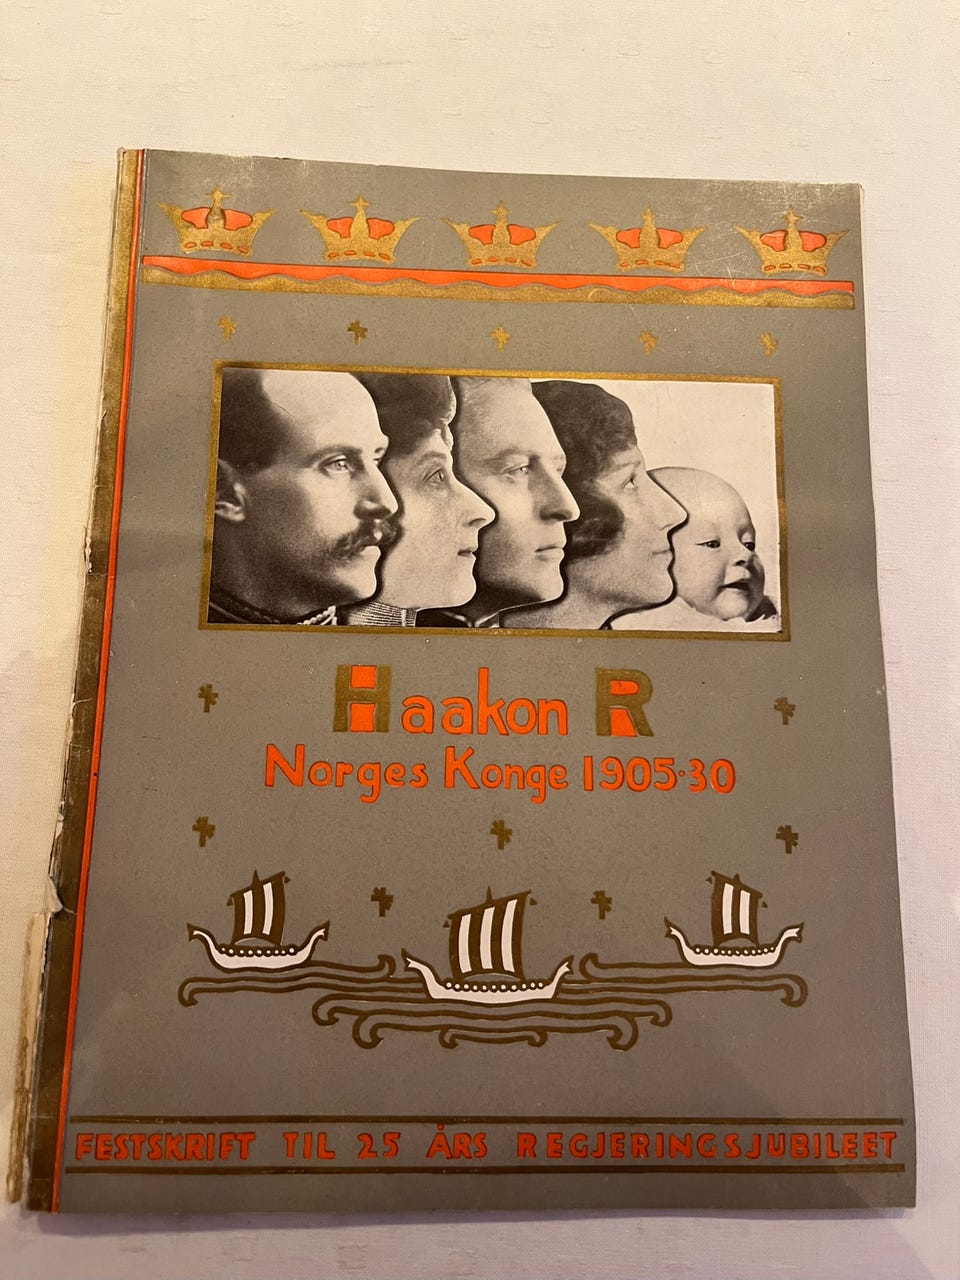 Haakon R
Norges Konge 1905·30
FESTSKRIFT TIL 25 ÅRS REGJERINGSJUBILEET